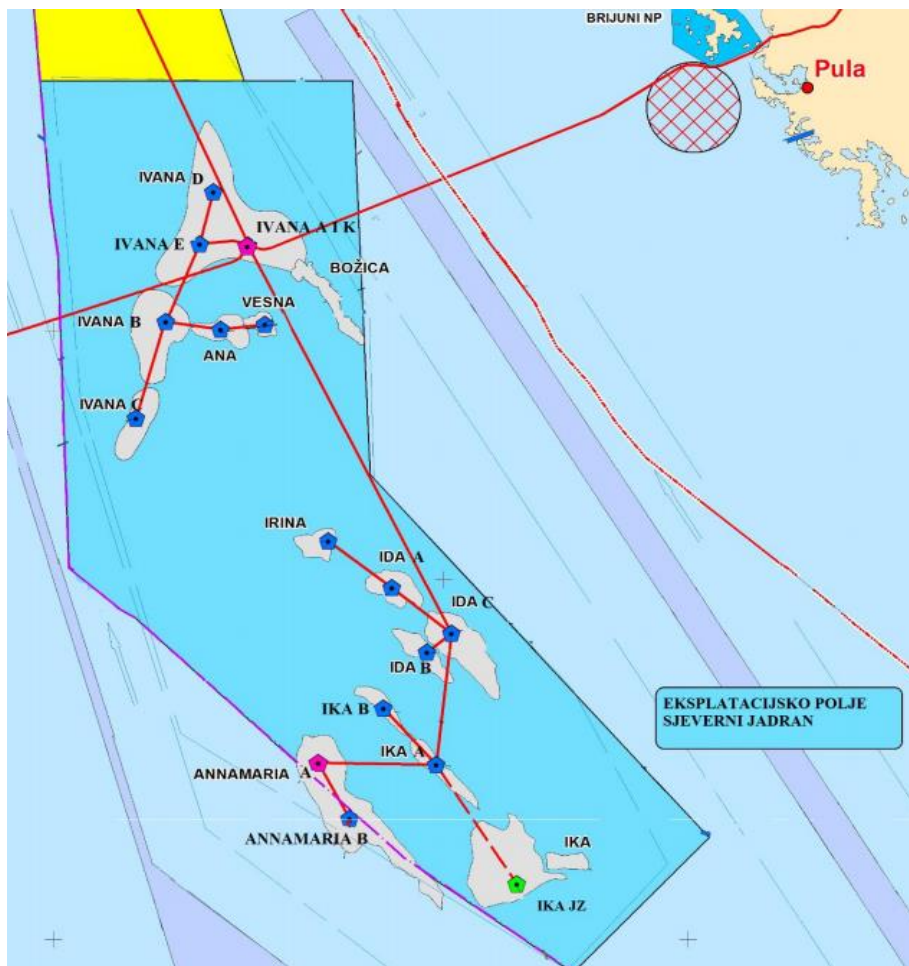 BRIJUNI NP
Pula
IVANA D
IVANA E
IVANA A I K
BOŽICA
IVANA B
VESNA
ANA
IVANA C
IRINA
IDA A
IDA C
IDA B
IKA B
EKSPLATACIJSKO POLJE
SJEVERNI JADRAN
IKA A
ANNAMARIA A
ANNAMARIA B
IKA
IKA JZ